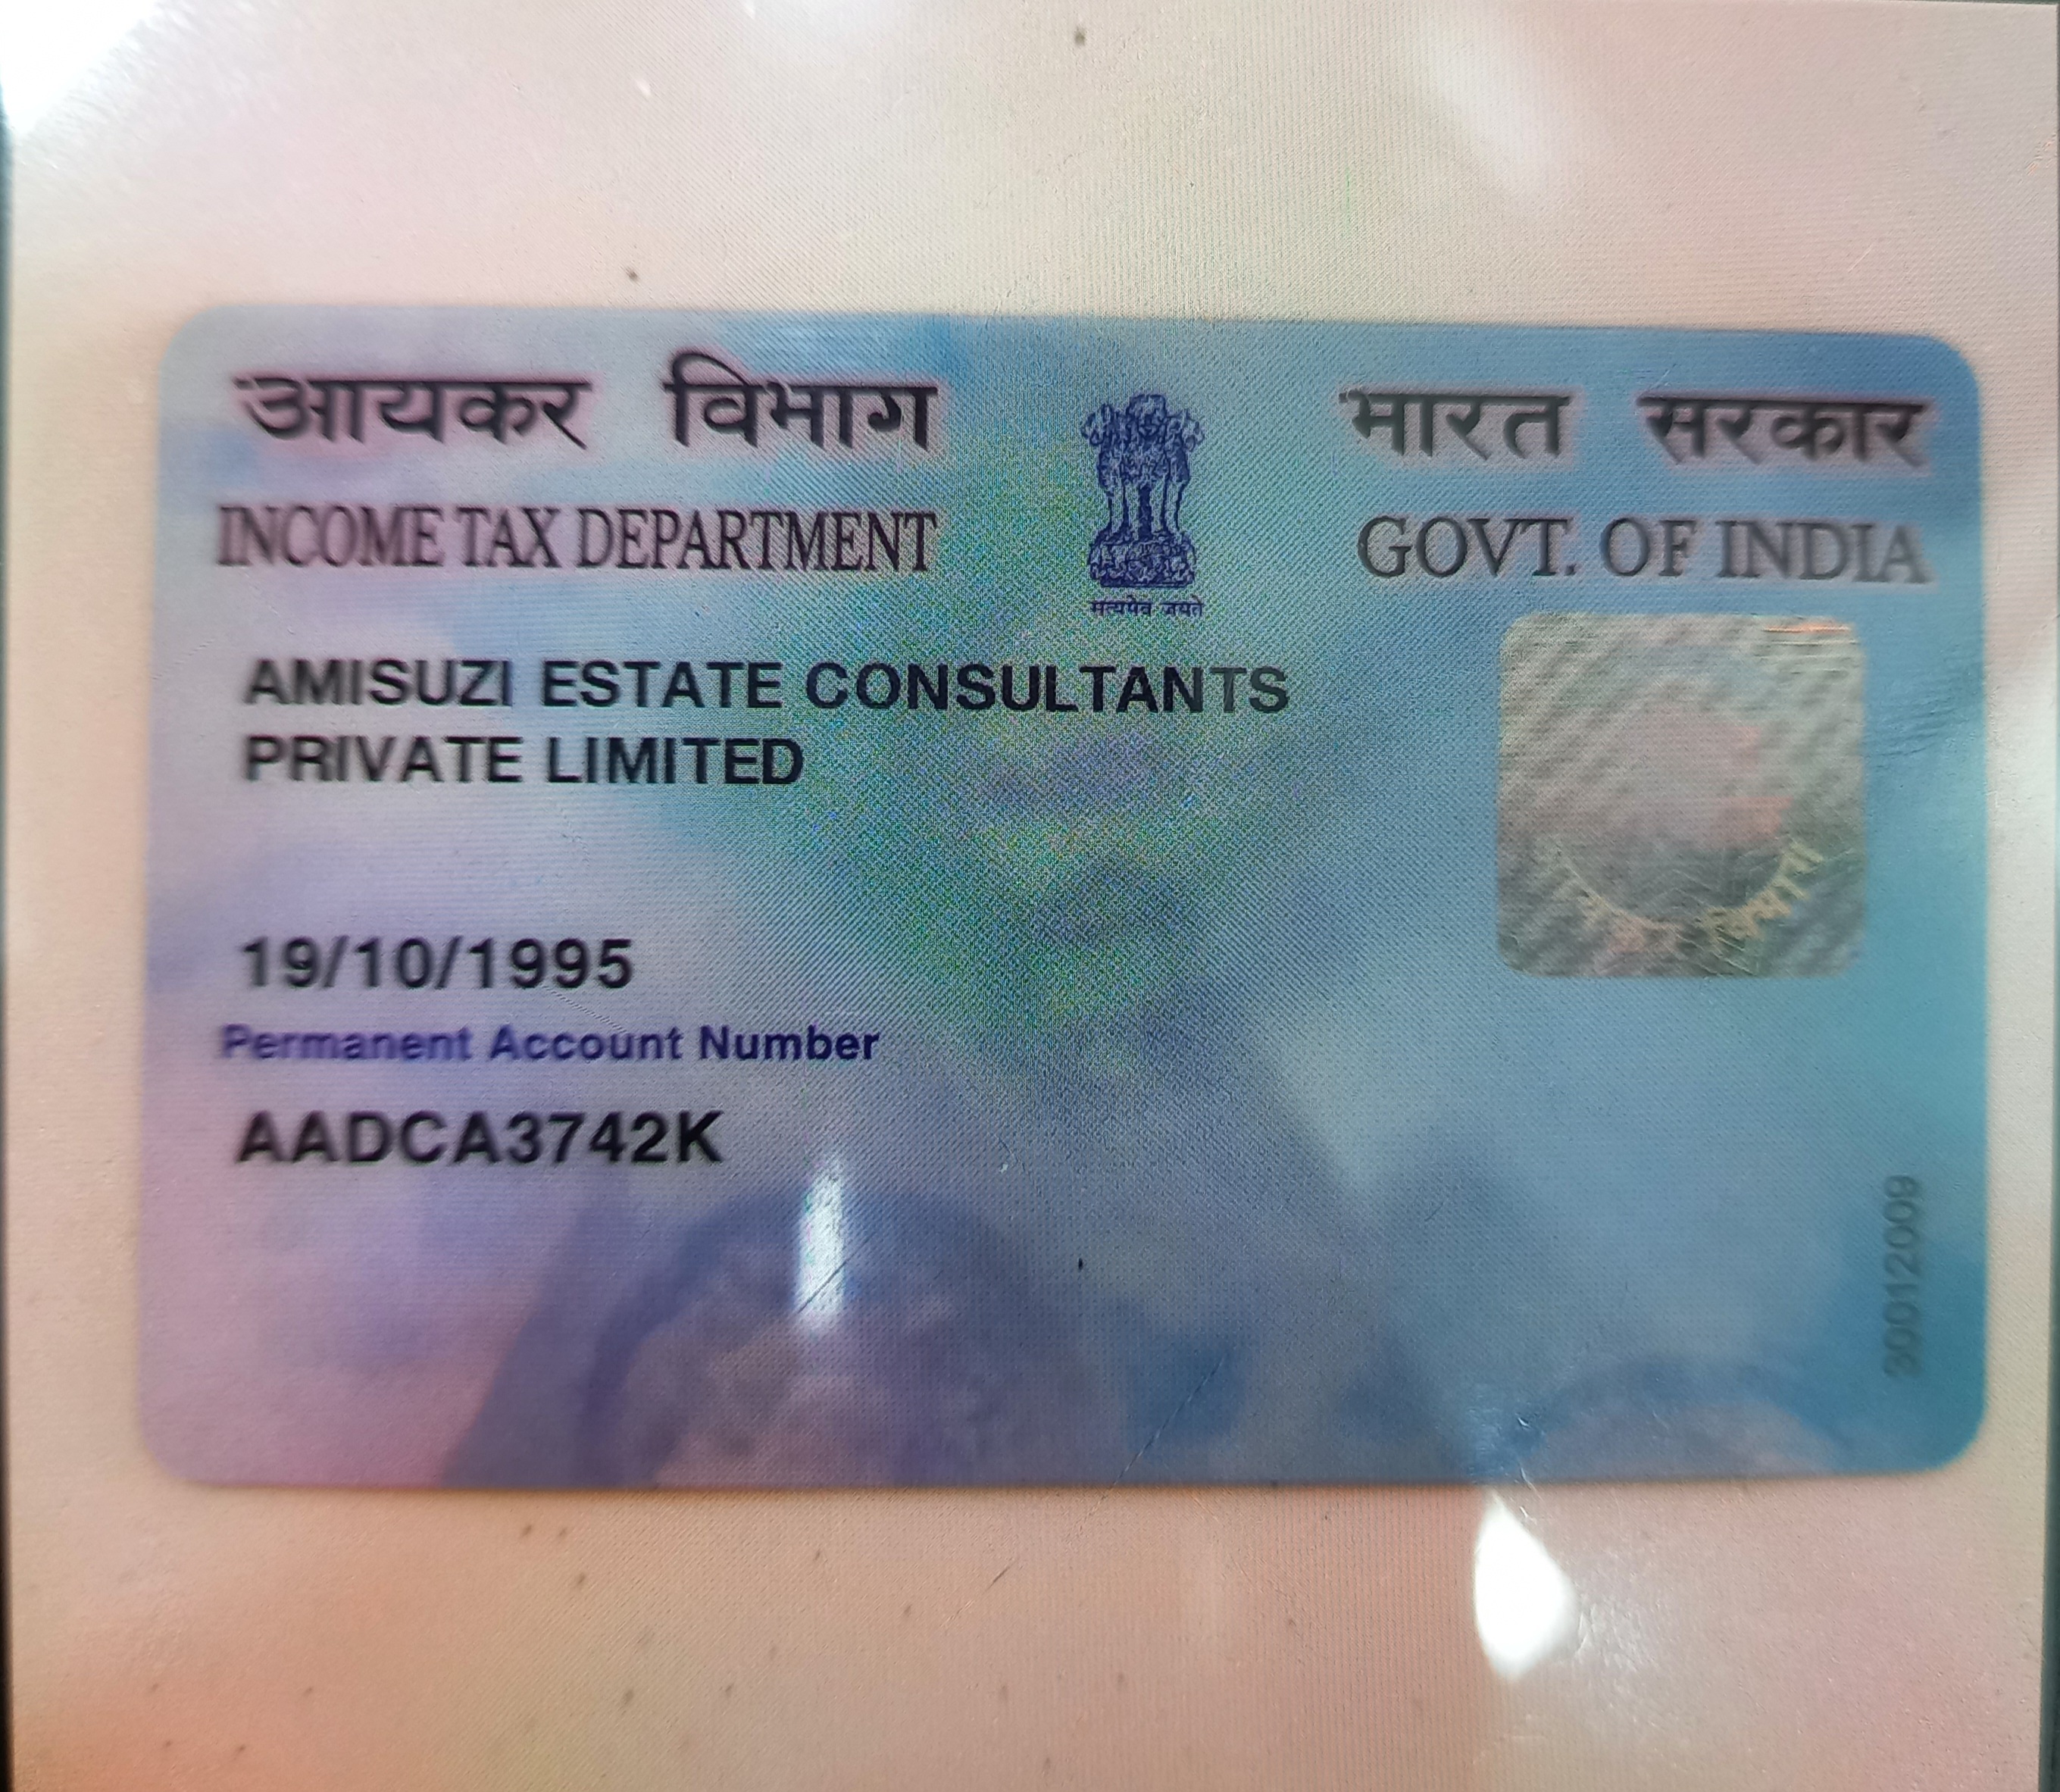 आयकर विभाग
INCOME TAX DEPARTMENT
सत्यमेव जयते
भारत सरकार
GOVT. OF INDIA
AMISUZI ESTATE CONSULTANTS
PRIVATE LIMITED
आयकर विभाग
19/10/1995
Permanent Account Number
AADCA3742K
30012009